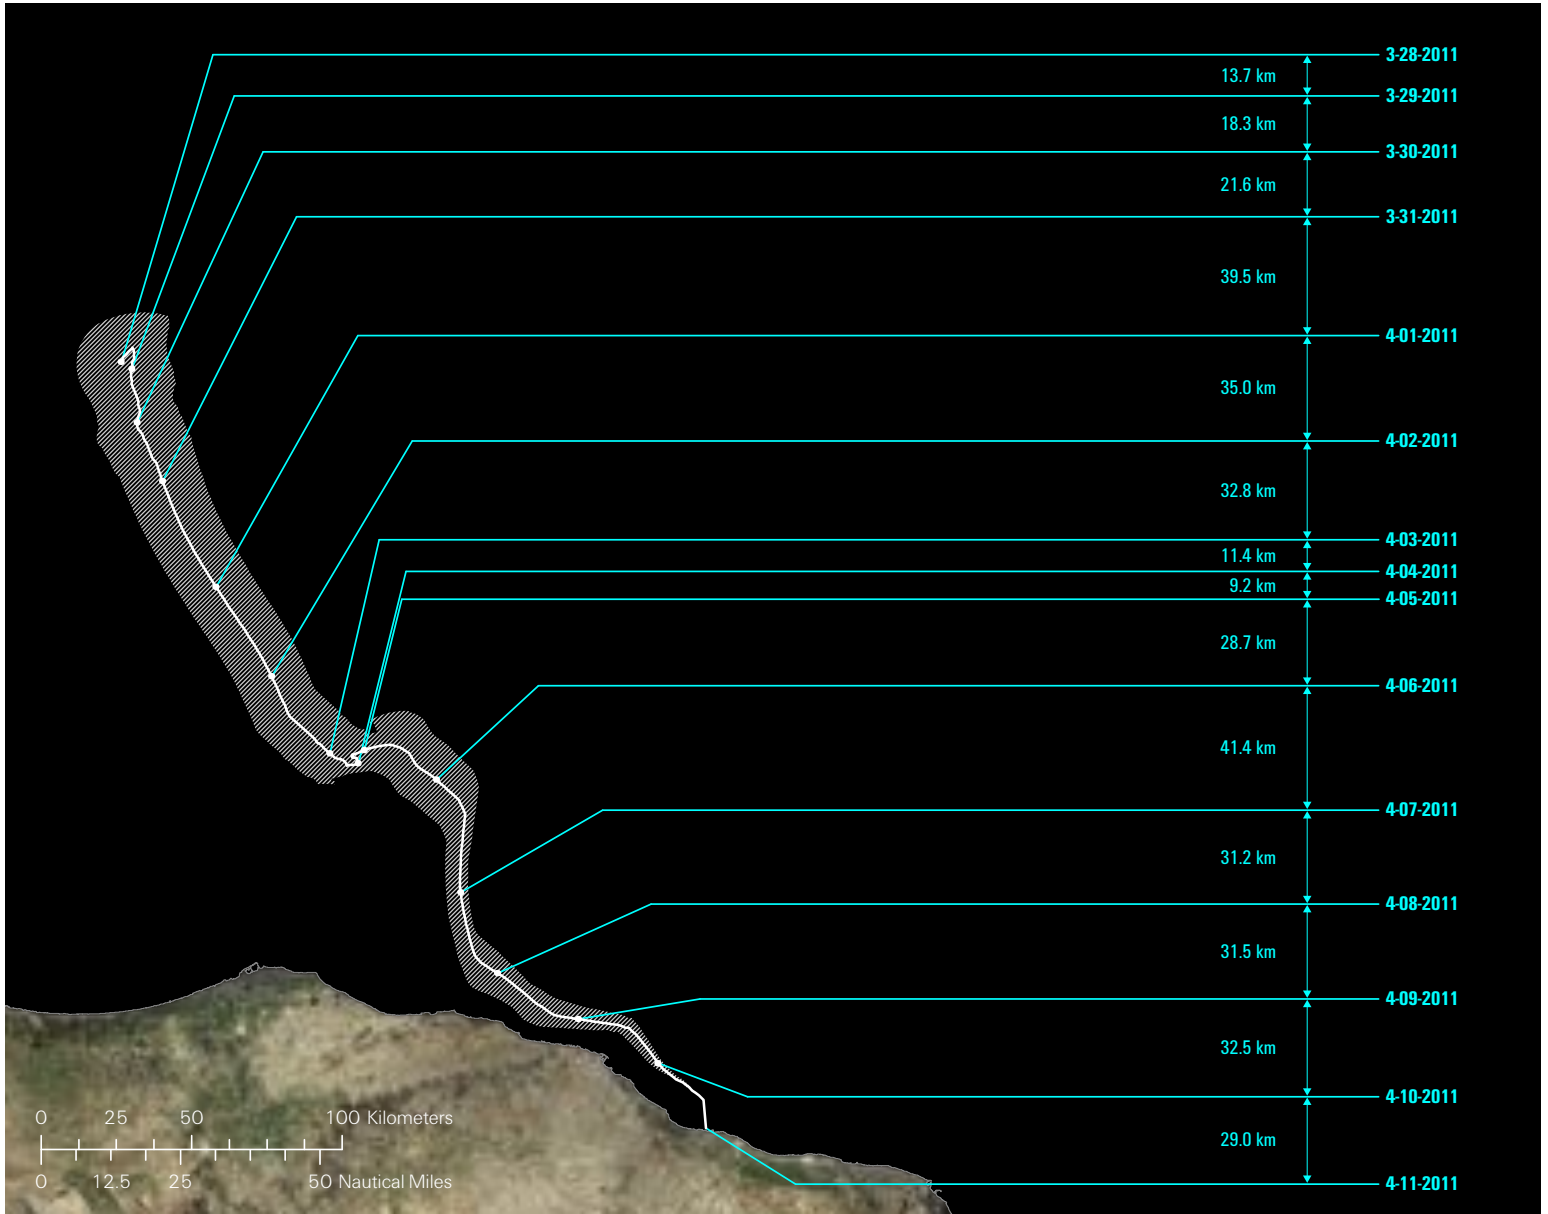 3-28-2011
13.7 km
3-29-2011
18.3 km
3-30-2011
21.6 km
3-31-2011
39.5 km
4-01-2011
35.0 km
4-02-2011
32.8 km
4-03-2011
11.4 km
4-04-2011
9.2 km
4-05-2011
28.7 km
4-06-2011
41.4 km
4-07-2011
31.2 km
4-08-2011
31.5 km
4-09-2011
32.5 km
4-10-2011
29.0 km
4-11-2011
0 25 50 100 Kilometers
0 12.5 25 50 Nautical Miles